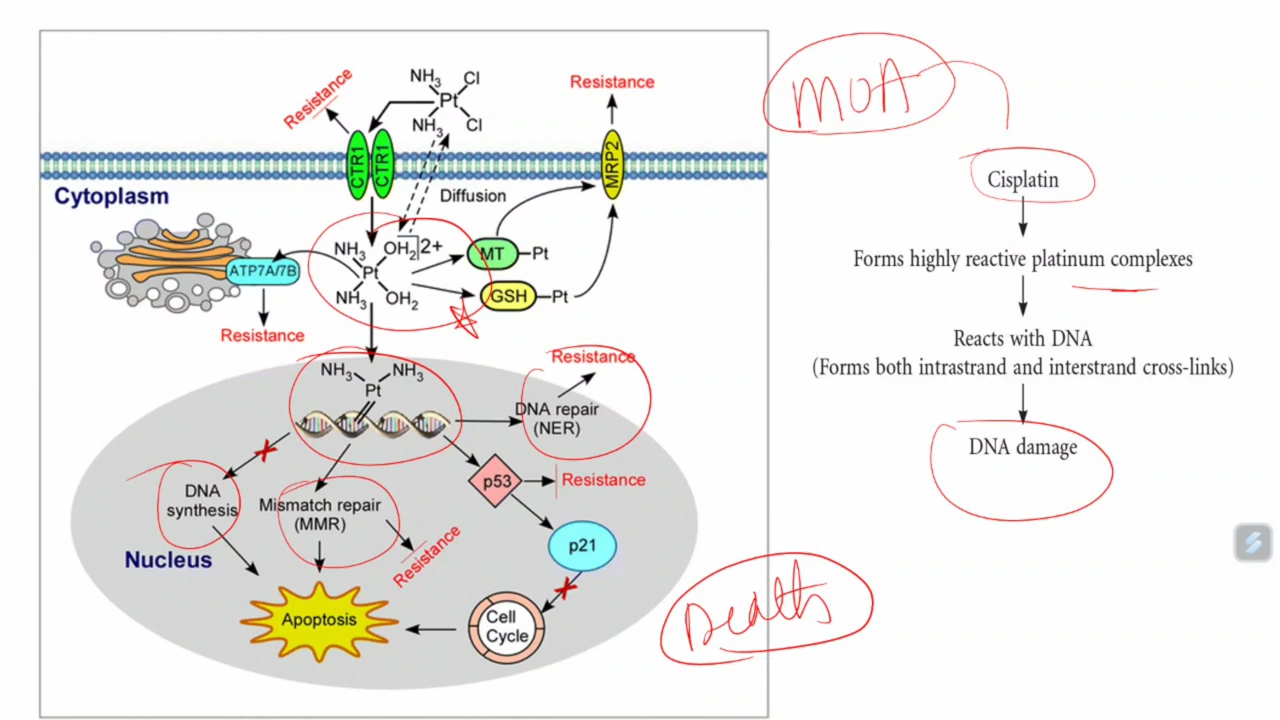 NH3
Cl
Pt
NH3
Cl
Resistance
CTR1
CTR1
Resistance
MRP2
Cytoplasm
Diffusion
NH3
OH2
2+
Pt
NH3
OH2
MT
Pt
GSH
Pt
ATP7A/7B
Resistance
NH3
NH3
Pt
Resistance
DNA repair
(NER)
p53
Resistance
DNA
synthesis
Mismatch repair
(MMR)
Resistance
p21
Nucleus
Apoptosis
Cell
Cycle
Death
MOA
Cisplatin
Forms highly reactive platinum complexes
Reacts with DNA
(Forms both intrastrand and interstrand cross-links)
DNA damage